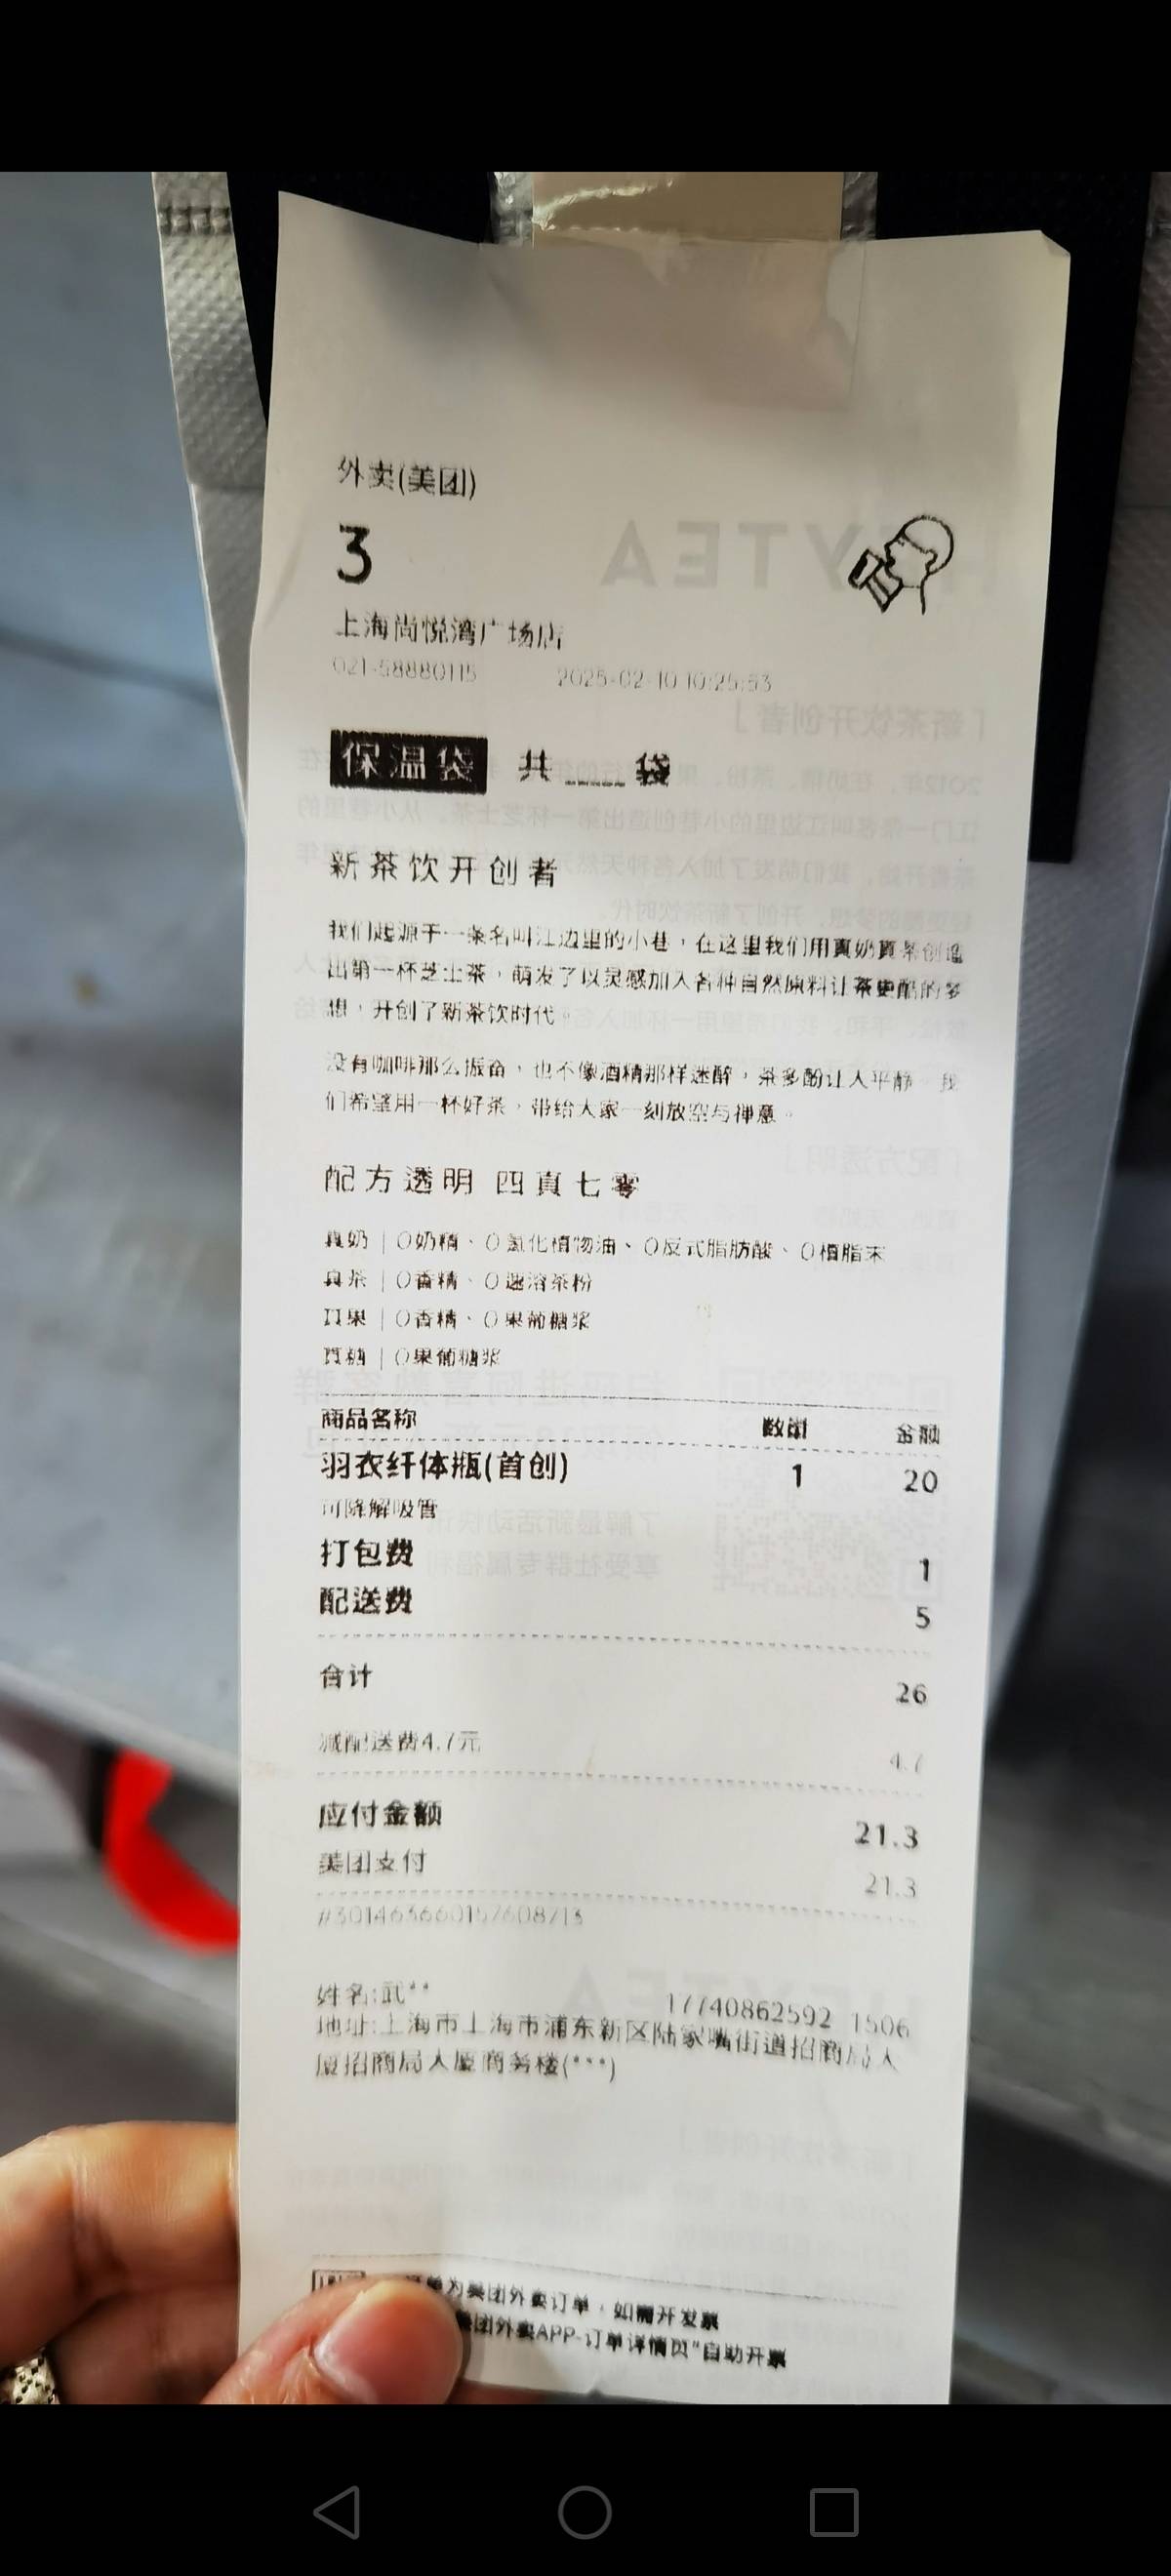 外卖(美团)
3
上海尚悦湾广场店
021-58880115 2025-02-10 10:25:53
保温袋 共____袋
新茶饮开创者
我们起源于一条名叫江边里的小巷，在这里我们用真奶真茶创造
出第一杯芝士茶，萌发了以灵感加入各种自然原料让茶更酷的梦
想，开创了新茶饮时代。
没有咖啡那么振奋，也不像酒精那样迷醉，茶多酚让人平静。我
们希望用一杯好茶，带给大家一刻放空与禅意。
配方透明 四真七零
真奶 | 0奶精、0氢化植物油、0反式脂肪酸、0植脂末
真茶 | 0香精、0速溶茶粉
真果 | 0香精、0果葡糖浆
真糖 | 0果葡糖浆
商品名称 数量 金额
羽衣纤体瓶(首创) 1 20
可降解吸管
打包费 1
配送费 5
合计 26
减配送费4.7元 4.7
应付金额 21.3
美团支付 21.3
姓名:武** 17740862592 1506
地址:上海市上海市浦东新区陆家嘴街道招商局大
厦招商局大厦商务楼(***)
为美团外卖订单，如需开发票
美团外卖APP-订单详情页"自助开票